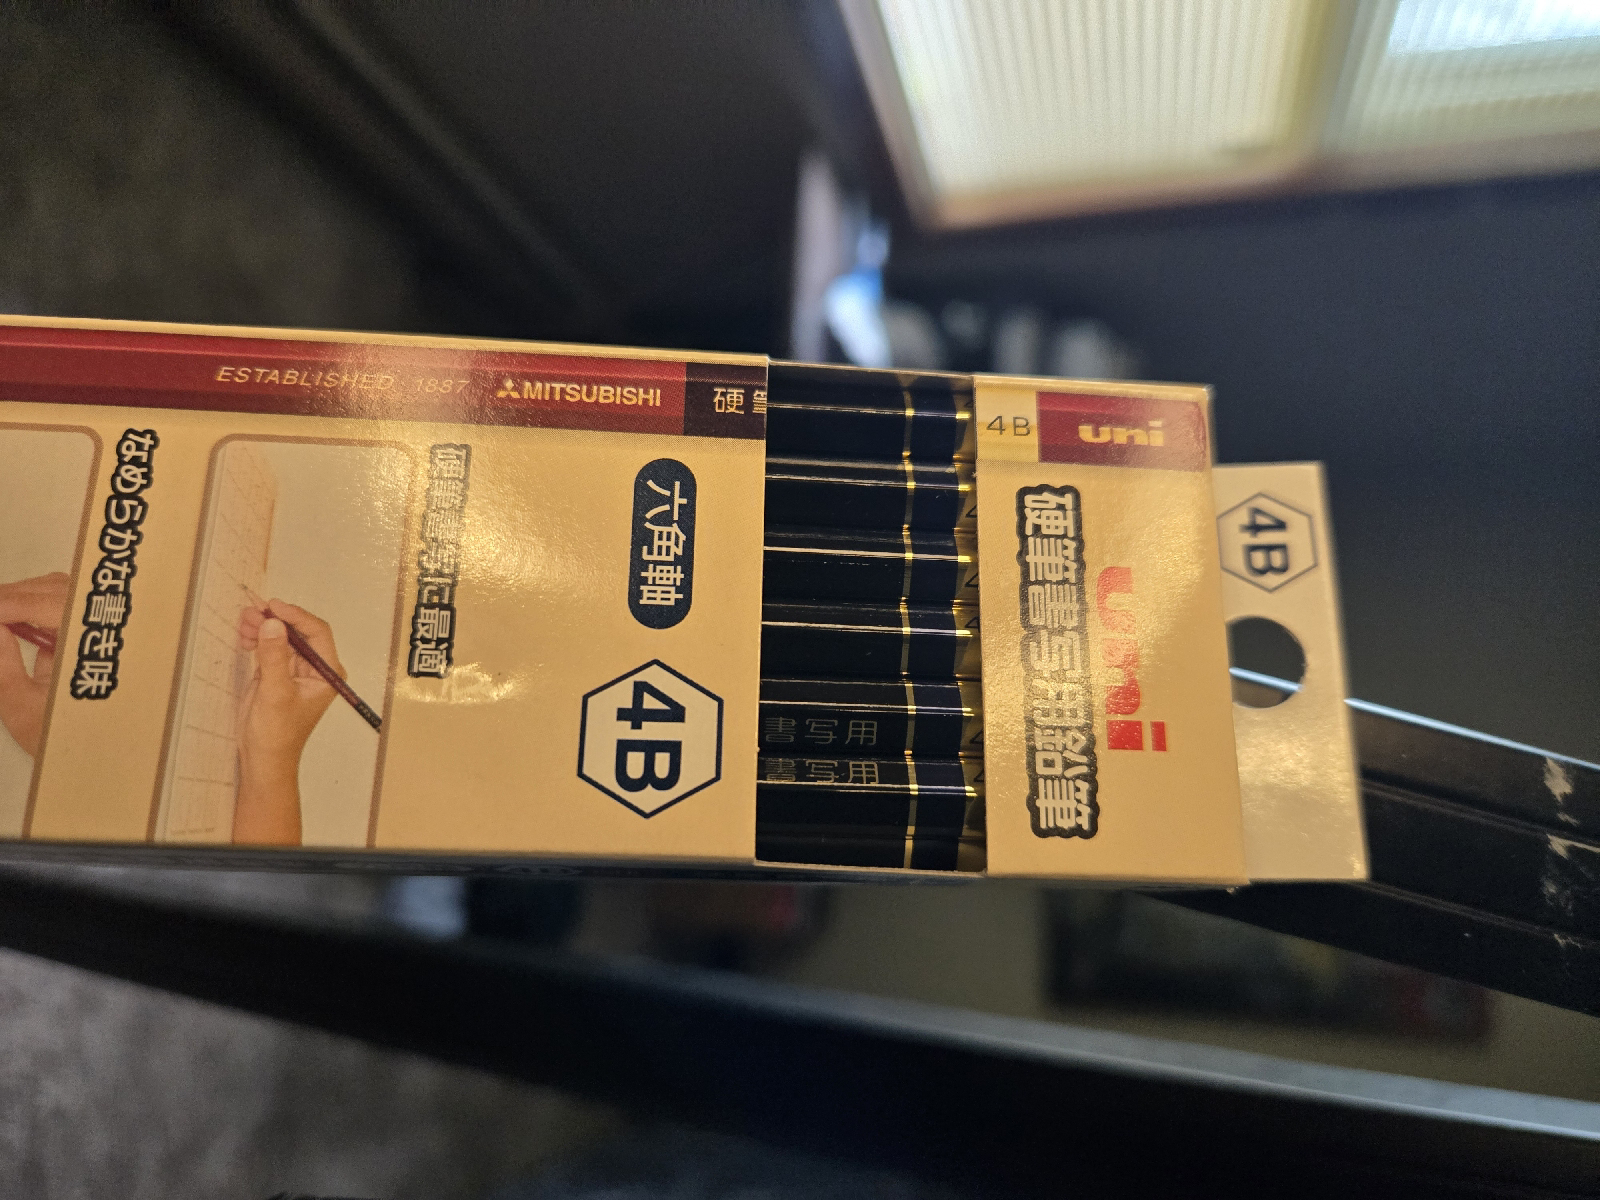 ESTABLISHED 1887 MITSUBISHI 硬筆
4B uni
4B
uni
硬筆書写用鉛筆
六角軸
4B
書写用
書写用
硬筆書写に最適
なめらかな書き味